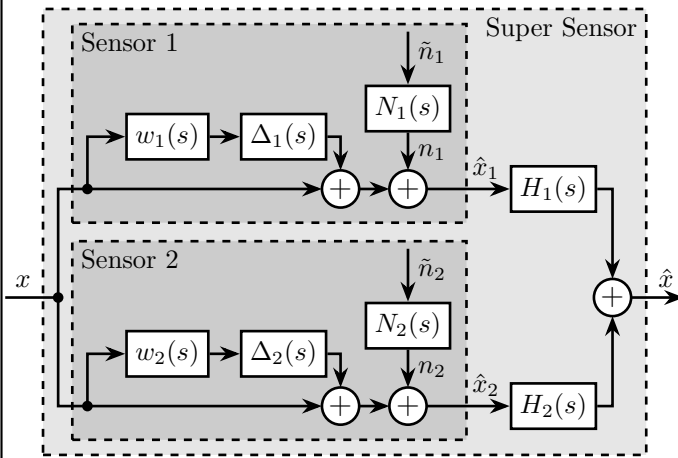 Super Sensor
Sensor 1
ñ₁
N₁(s)
w₁(s)
Δ₁(s)
n₁
+
+
x̂₁
H₁(s)
Sensor 2
x
ñ₂
x̂
+
N₂(s)
w₂(s)
Δ₂(s)
n₂
+
+
x̂₂
H₂(s)